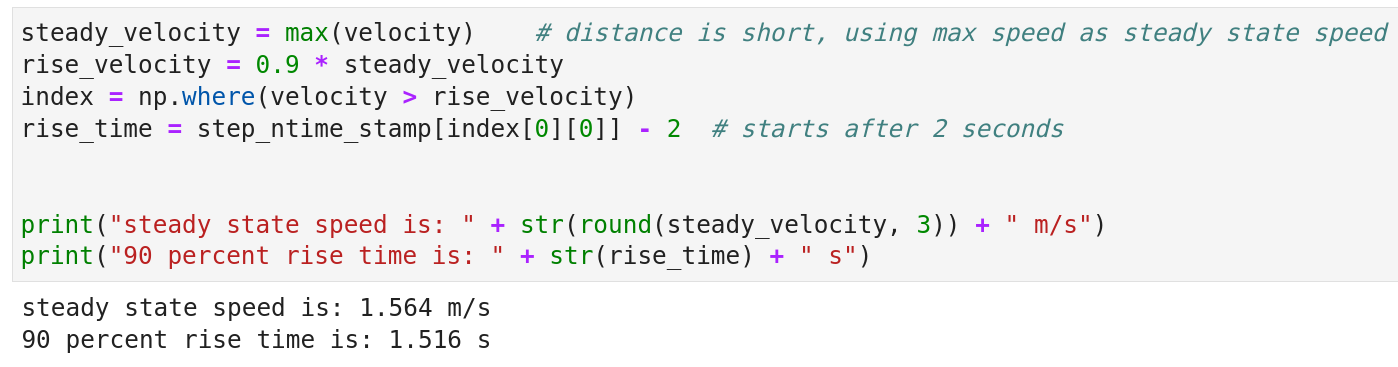 steady_velocity = max(velocity)    # distance is short, using max speed as steady state speed
rise_velocity = 0.9 * steady_velocity
index = np.where(velocity > rise_velocity)
rise_time = step_ntime_stamp[index[0][0]] - 2  # starts after 2 seconds
print("steady state speed is: " + str(round(steady_velocity, 3)) + " m/s")
print("90 percent rise time is: " + str(rise_time) + " s")
steady state speed is: 1.564 m/s
90 percent rise time is: 1.516 s